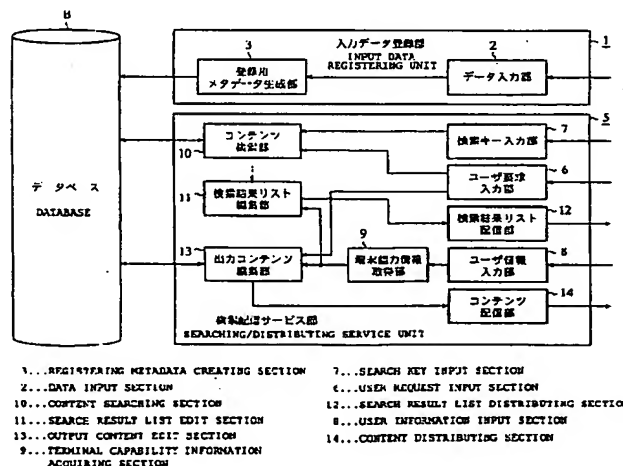 B
3
入力データ登録部
INPUT DATA
REGISTERING UNIT
2
1
登録用
メタデータ生成部
データ入力部
5
コンテンツ
検索部
10
検索キー入力部
7
ユーザ要求
入力部
6
データベース
DATABASE
11
検索結果リスト
編集部
検索結果リスト
配信部
12
9
13
出力コンテンツ
編集部
端末能力情報
取得部
ユーザ情報
入力部
8
コンテンツ
配信部
14
検索配信サービス部
SEARCHING/DISTRIBUTING SERVICE UNIT
3...REGISTERING METADATA CREATING SECTION
2...DATA INPUT SECTION
10...CONTENT SEARCHING SECTION
11...SEARCH RESULT LIST EDIT SECTION
13...OUTPUT CONTENT EDIT SECTION
9...TERMINAL CAPABILITY INFORMATION
ACQUIRING SECTION
7...SEARCH KEY INPUT SECTION
6...USER REQUEST INPUT SECTION
12...SEARCH RESULT LIST DISTRIBUTING SECTION
8...USER INFORMATION INPUT SECTION
14...CONTENT DISTRIBUTING SECTION